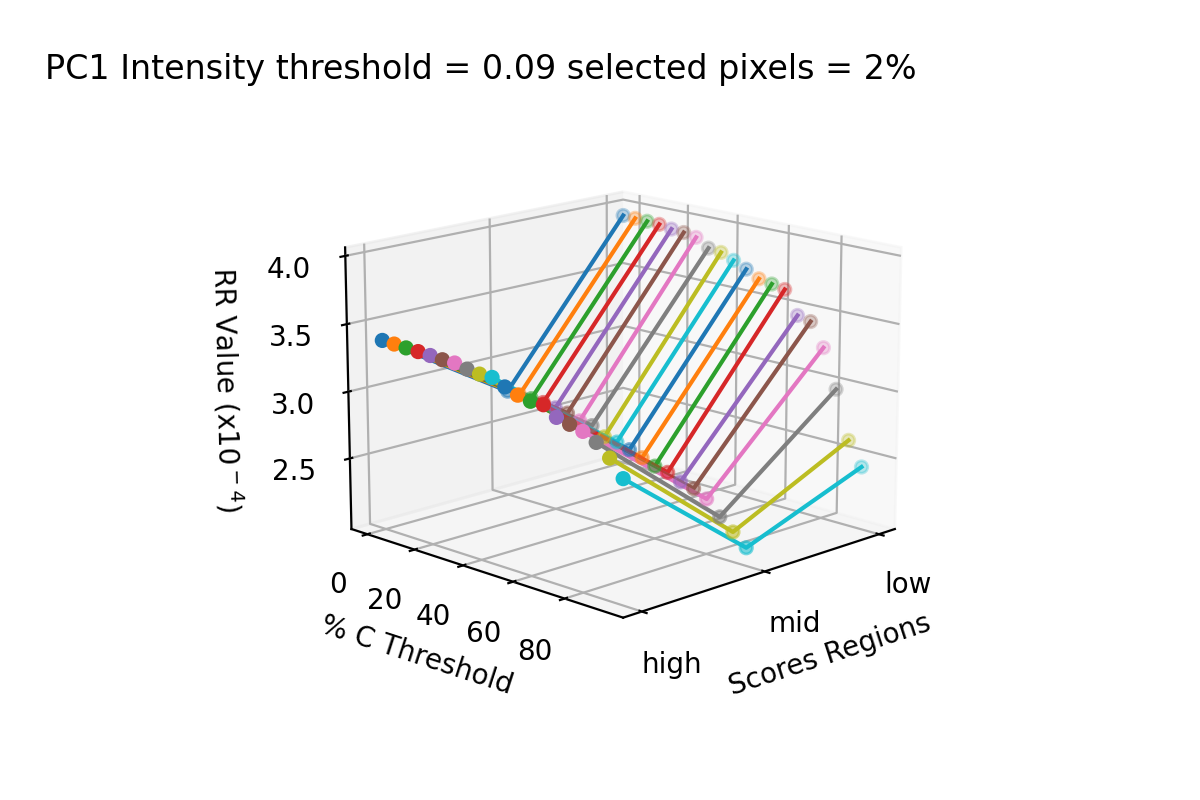 PC1 Intensity threshold = 0.09 selected pixels = 2%
RR Value (x10⁻⁴)
4.0
3.5
3.0
2.5
0
20
40
60
80
% C Threshold
high
mid
low
Scores Regions